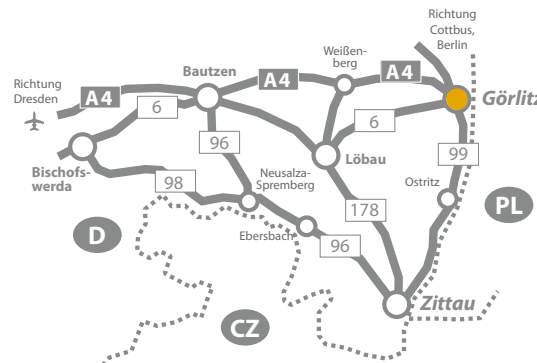 Richtung
Cottbus,
Berlin
Weißen-
berg
Bautzen
A4
A4
A4
Richtung
Dresden
Görlitz
6
6
96
99
Löbau
Bischofs-
werda
98
Neusalza-
Spremberg
Ostritz
178
PL
D
Ebersbach
96
Zittau
CZ